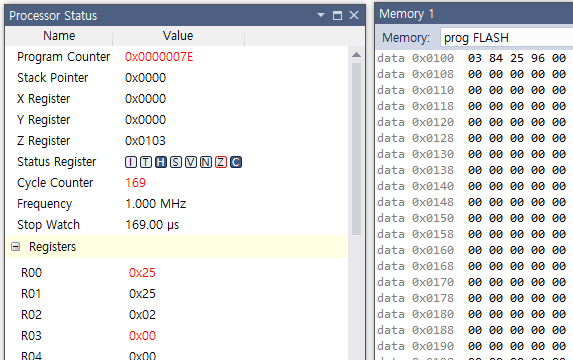 Processor Status
Name Value
Program Counter 0x0000007E
Stack Pointer 0x0000
X Register 0x0000
Y Register 0x0000
Z Register 0x0103
Status Register I T H S V N Z C
Cycle Counter 169
Frequency 1.000 MHz
Stop Watch 169.00 µs
Registers
R00 0x25
R01 0x25
R02 0x02
R03 0x00
R04 0x00
Memory 1
Memory: prog FLASH
data 0x0100 03 84 25 96 00
data 0x0108 00 00 00 00 00
data 0x0110 00 00 00 00 00
data 0x0118 00 00 00 00 00
data 0x0120 00 00 00 00 00
data 0x0128 00 00 00 00 00
data 0x0130 00 00 00 00 00
data 0x0138 00 00 00 00 00
data 0x0140 00 00 00 00 00
data 0x0148 00 00 00 00 00
data 0x0150 00 00 00 00 00
data 0x0158 00 00 00 00 00
data 0x0160 00 00 00 00 00
data 0x0168 00 00 00 00 00
data 0x0170 00 00 00 00 00
data 0x0178 00 00 00 00 00
data 0x0180 00 00 00 00 00
data 0x0188 00 00 00 00 00
data 0x0190 00 00 00 00 00